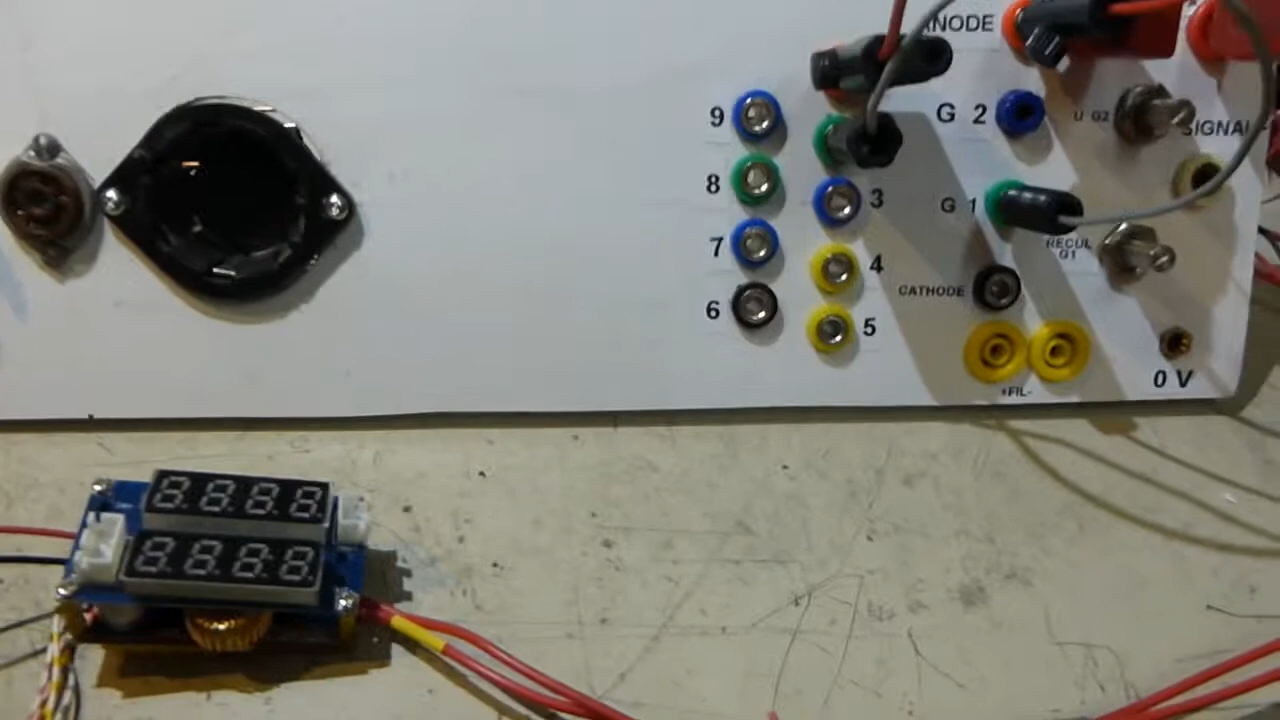 ANODE
9
G 2
U G2
SIGNAL
8
3
G 1
7
RECUL
G1
4
CATHODE
6
5
+FIL-
0 V